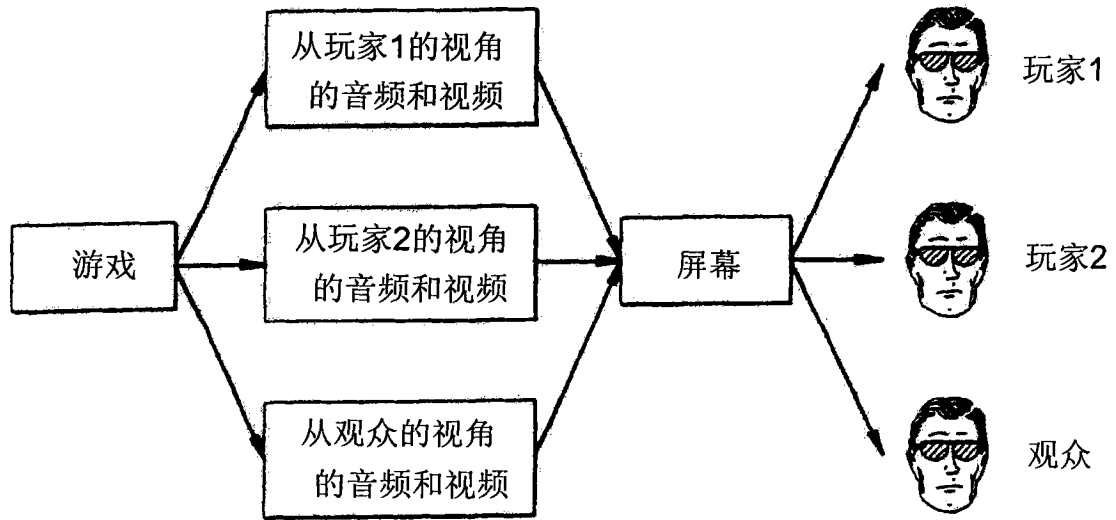 从玩家1的视角
的音频和视频
玩家1
游戏
从玩家2的视角
的音频和视频
屏幕
玩家2
从观众的视角
的音频和视频
观众